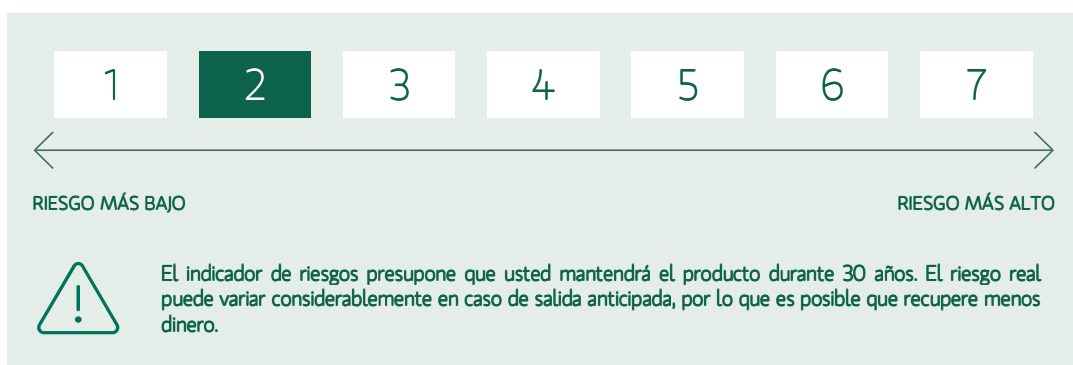 1 2 3 4 5 6 7
RIESGO MÁS BAJO RIESGO MÁS ALTO
El indicador de riesgos presupone que usted mantendrá el producto durante 30 años. El riesgo real
puede variar considerablemente en caso de salida anticipada, por lo que es posible que recupere menos
dinero.